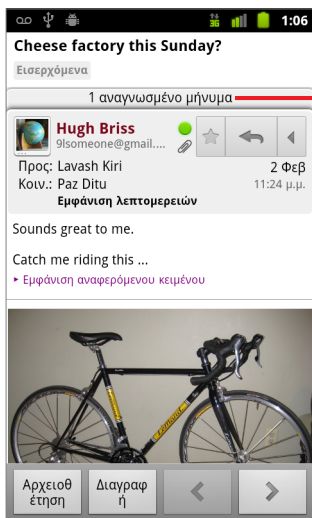 3G 1:06
Cheese factory this Sunday?
Εισερχόμενα
1 αναγνωσμένο μήνυμα
Hugh Briss
9lsomeone@gmail....
Προς: Lavash Kiri 2 Φεβ
Κοιν.: Paz Ditu 11:24 μ.μ.
Εμφάνιση λεπτομερειών
Sounds great to me.
Catch me riding this ...
▸ Εμφάνιση αναφερόμενου κειμένου
Αρχειοθ
έτηση
Διαγραφ
ή